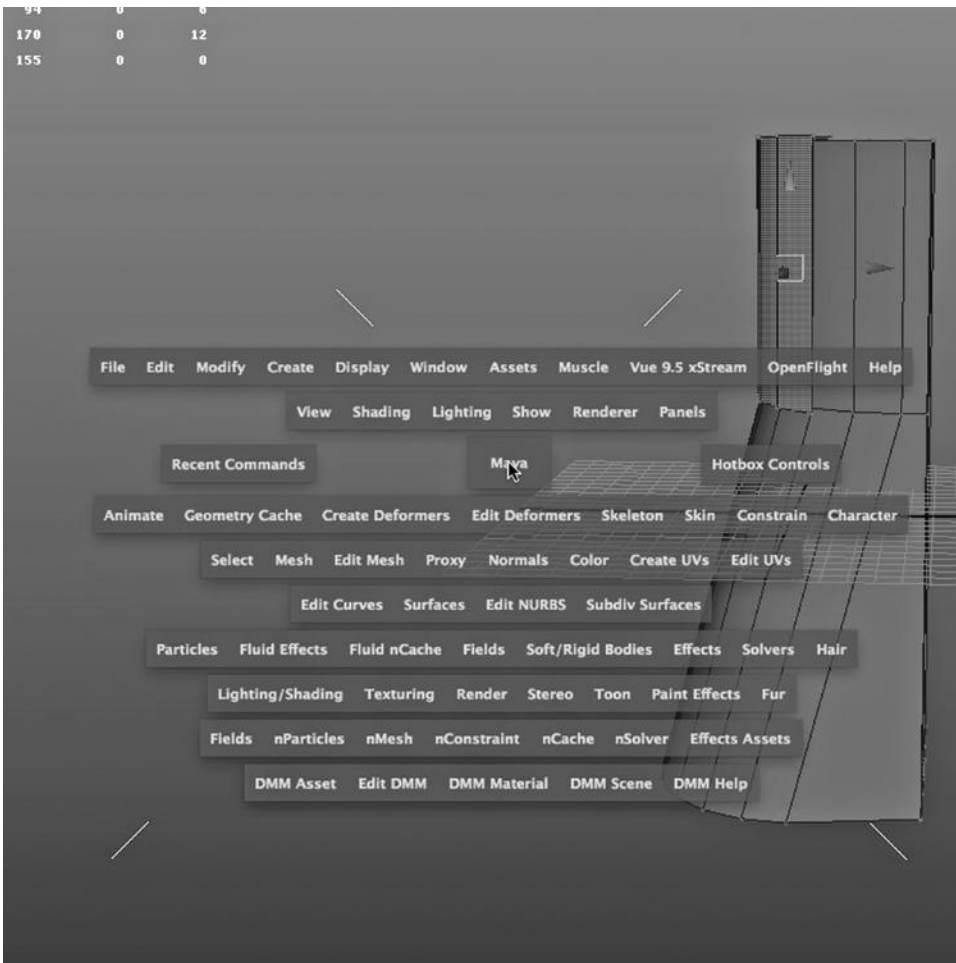 94 0 6
170 0 12
155 0 0
File Edit Modify Create Display Window Assets Muscle Vue 9.5 xStream OpenFlight Help
View Shading Lighting Show Renderer Panels
Recent Commands Maya Hotbox Controls
Animate Geometry Cache Create Deformers Edit Deformers Skeleton Skin Constrain Character
Select Mesh Edit Mesh Proxy Normals Color Create UVs Edit UVs
Edit Curves Surfaces Edit NURBS Subdiv Surfaces
Particles Fluid Effects Fluid nCache Fields Soft/Rigid Bodies Effects Solvers Hair
Lighting/Shading Texturing Render Stereo Toon Paint Effects Fur
Fields nParticles nMesh nConstraint nCache nSolver Effects Assets
DMM Asset Edit DMM DMM Material DMM Scene DMM Help